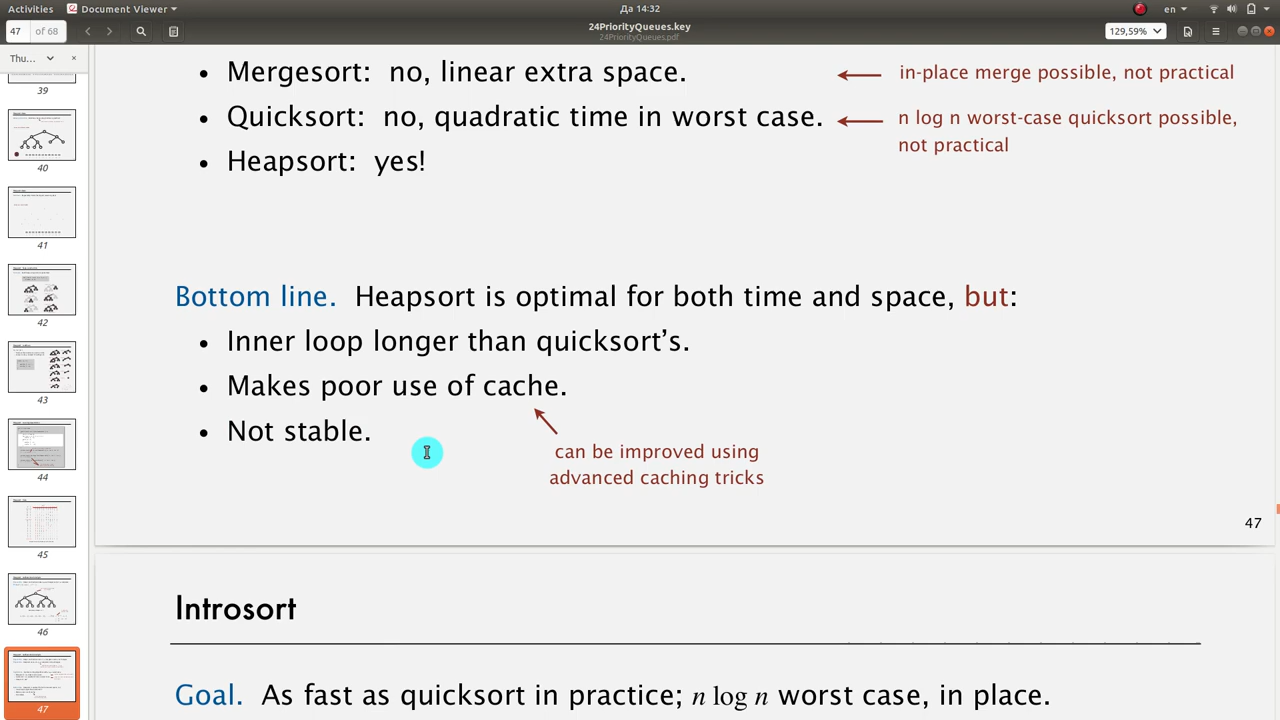 Activities Document Viewer Да 14:32 en
47 of 68 24PriorityQueues.key 129,59%
24PriorityQueues.pdf
Thu...
39
40
41
42
43
44
45
46
47
• Mergesort: no, linear extra space. in-place merge possible, not practical
• Quicksort: no, quadratic time in worst case. n log n worst-case quicksort possible,
not practical
• Heapsort: yes!
Bottom line. Heapsort is optimal for both time and space, but:
• Inner loop longer than quicksort’s.
• Makes poor use of cache.
• Not stable.
can be improved using
advanced caching tricks
47
Introsort
Goal. As fast as quicksort in practice; n log n worst case, in place.